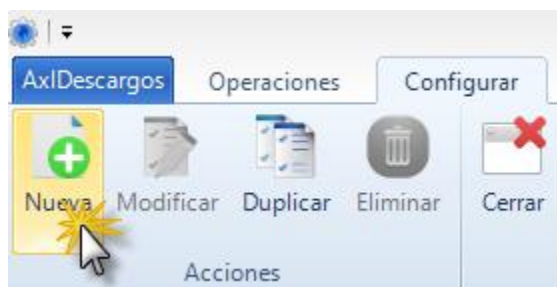 AxlDescargos Operaciones Configurar
Nueva Modificar Duplicar Eliminar Cerrar
Acciones